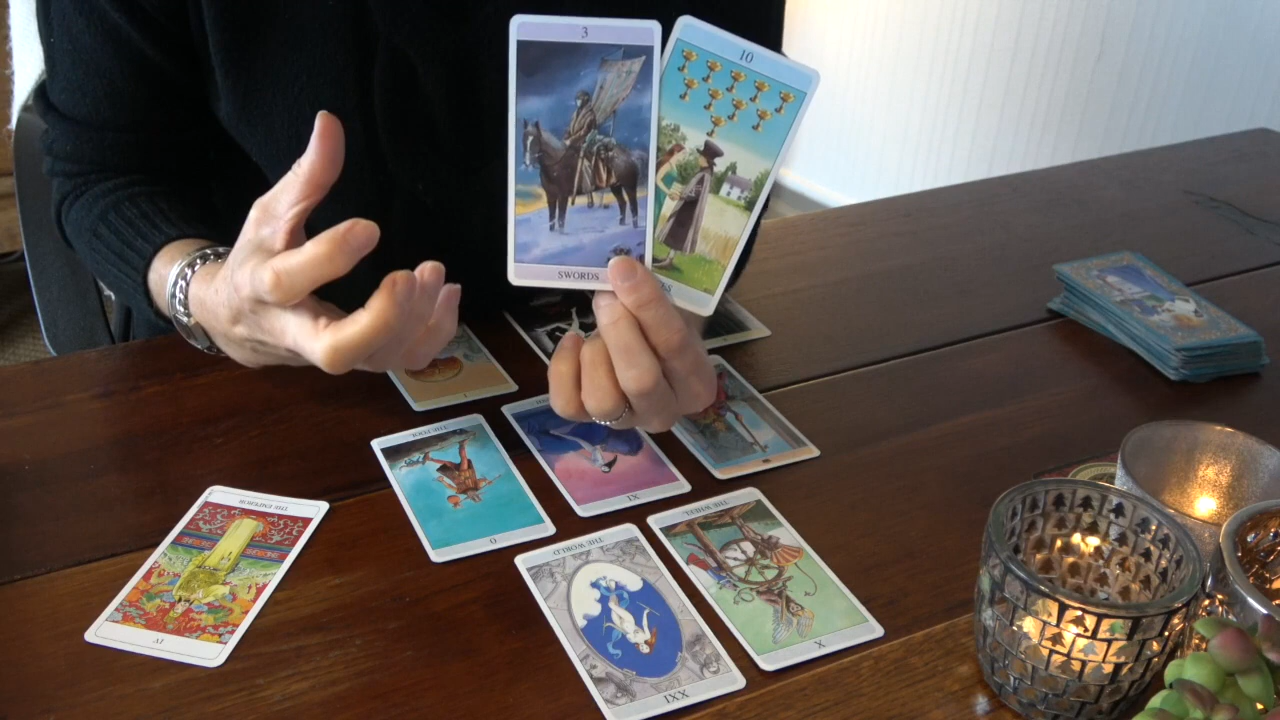 3
SWORDS
10
I
THE FOOL
0
XI
THE EMPEROR
IV
THE WORLD
XXI
THE WHEEL
X